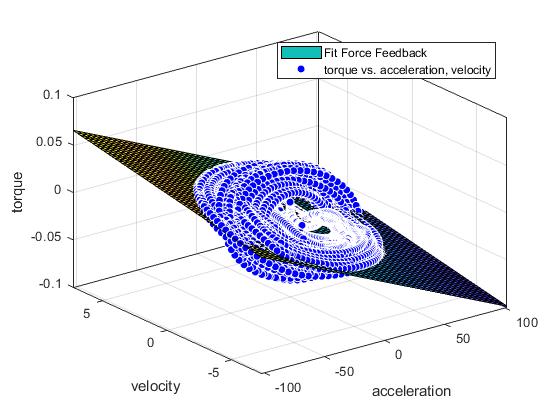 Fit Force Feedback
torque vs. acceleration, velocity
0.1
0.05
0
-0.05
-0.1
torque
5
0
-5
velocity
-100
-50
0
50
100
acceleration